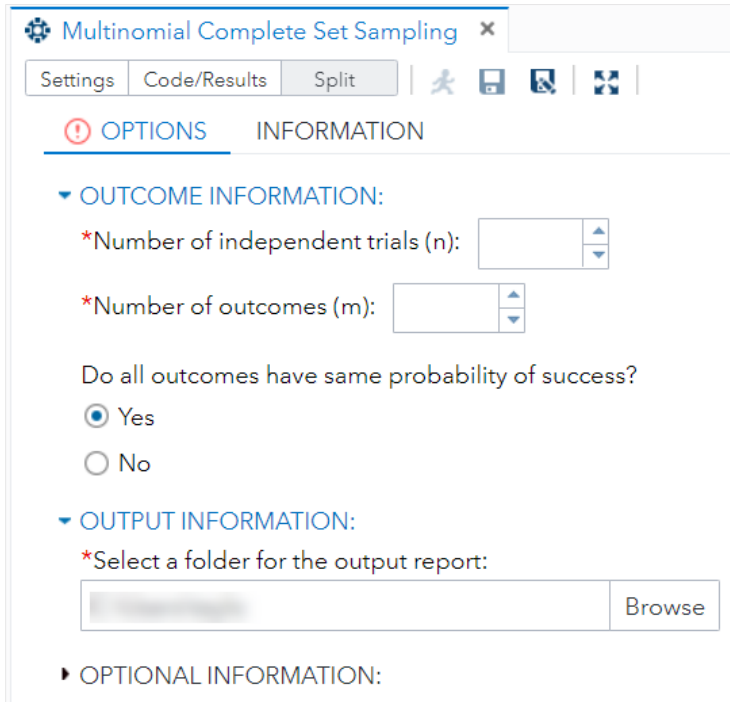 Multinomial Complete Set Sampling
Settings Code/Results Split
OPTIONS INFORMATION
OUTCOME INFORMATION:
*Number of independent trials (n):
*Number of outcomes (m):
Do all outcomes have same probability of success?
Yes
No
OUTPUT INFORMATION:
*Select a folder for the output report:
Browse
OPTIONAL INFORMATION: